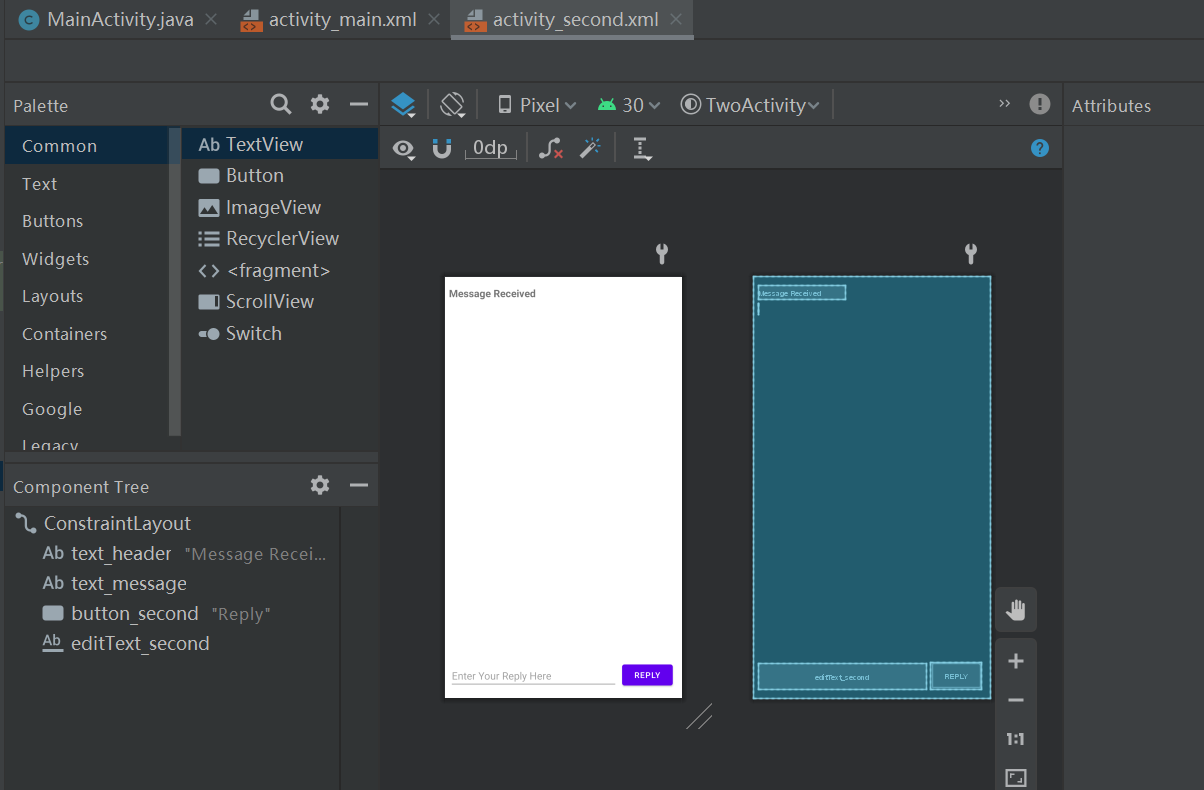 MainActivity.java
activity_main.xml
activity_second.xml
Palette
Pixel
30
TwoActivity
Attributes
0dp
Common
Text
Buttons
Widgets
Layouts
Containers
Helpers
Google
Legacy
Ab TextView
Button
ImageView
RecyclerView
<fragment>
ScrollView
Switch
Component Tree
ConstraintLayout
Ab text_header "Message Recei...
Ab text_message
button_second "Reply"
Ab editText_second
Message Received
Enter Your Reply Here
REPLY
Message Received
editText_second
REPLY
1:1